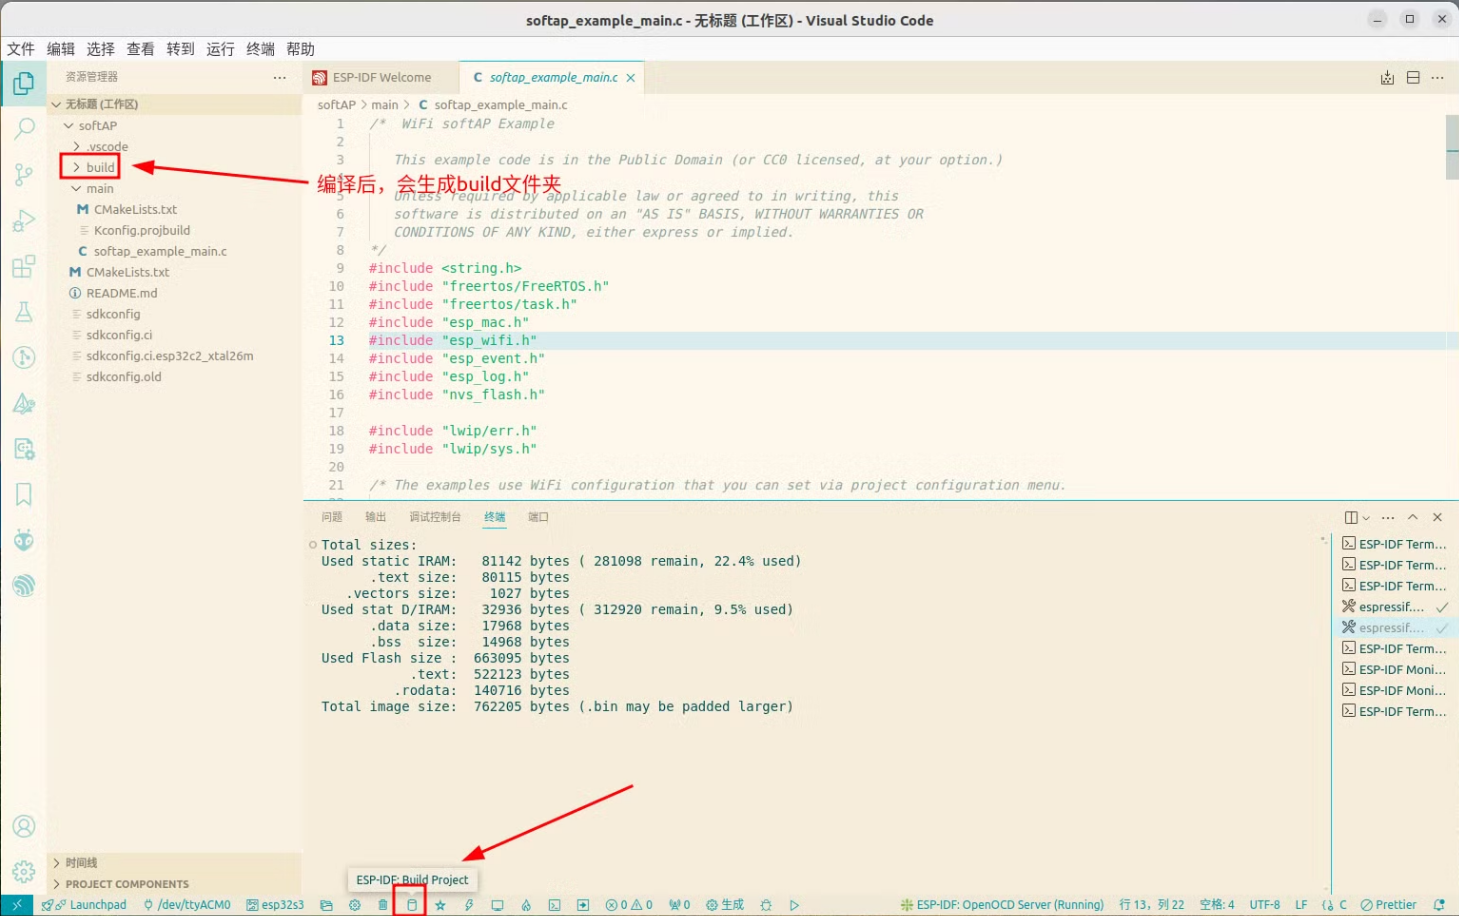 softap_example_main.c - 无标题 (工作区) - Visual Studio Code
文件 编辑 选择 查看 转到 运行 终端 帮助
资源管理器
无标题 (工作区)
softAP
.vscode
build
main
CMakeLists.txt
Kconfig.projbuild
softap_example_main.c
CMakeLists.txt
README.md
sdkconfig
sdkconfig.ci
sdkconfig.ci.esp32c2_xtal26m
sdkconfig.old
时间线
PROJECT COMPONENTS
ESP-IDF Welcome
C softap_example_main.c
softAP > main > C softap_example_main.c
1 /* WiFi softAP Example
2
3 This example code is in the Public Domain (or CC0 licensed, at your option.)
编译后，会生成build文件夹
5 Unless required by applicable law or agreed to in writing, this
6 software is distributed on an "AS IS" BASIS, WITHOUT WARRANTIES OR
7 CONDITIONS OF ANY KIND, either express or implied.
8 */
9 #include <string.h>
10 #include "freertos/FreeRTOS.h"
11 #include "freertos/task.h"
12 #include "esp_mac.h"
13 #include "esp_wifi.h"
14 #include "esp_event.h"
15 #include "esp_log.h"
16 #include "nvs_flash.h"
17
18 #include "lwip/err.h"
19 #include "lwip/sys.h"
20
21 /* The examples use WiFi configuration that you can set via project configuration menu.
问题 输出 调试控制台 终端 端口
Total sizes:
Used static IRAM: 81142 bytes ( 281098 remain, 22.4% used)
.text size: 80115 bytes
.vectors size: 1027 bytes
Used stat D/IRAM: 32936 bytes ( 312920 remain, 9.5% used)
.data size: 17968 bytes
.bss size: 14968 bytes
Used Flash size : 663095 bytes
.text: 522123 bytes
.rodata: 140716 bytes
Total image size: 762205 bytes (.bin may be padded larger)
ESP-IDF Term...
ESP-IDF Term...
ESP-IDF Term...
espressif....
espressif....
ESP-IDF Term...
ESP-IDF Moni...
ESP-IDF Moni...
ESP-IDF Term...
ESP-IDF: Build Project
Launchpad /dev/ttyACM0 esp32s3 0 0 0 生成 ESP-IDF: OpenOCD Server (Running) 行 13，列 22 空格: 4 UTF-8 LF C Prettier